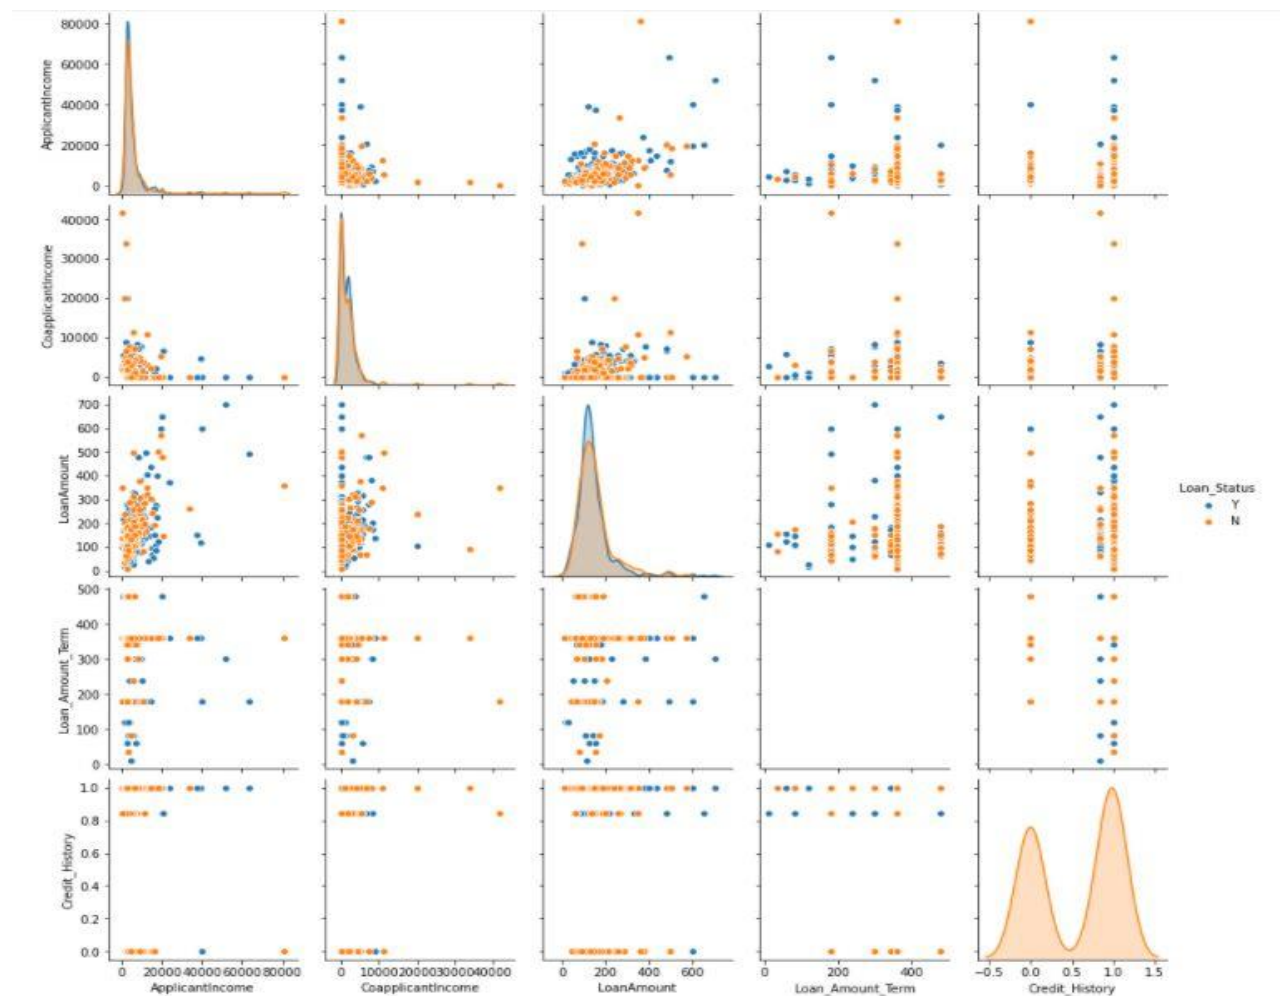 80000
60000
40000
20000
0
ApplicantIncome
40000
30000
20000
10000
0
CoapplicantIncome
700
600
500
400
300
200
100
0
LoanAmount
Loan_Status
Y
N
500
400
300
200
100
0
Loan_Amount_Term
1.0
0.8
0.6
0.4
0.2
0.0
Credit_History
0 20000 40000 60000 80000
0 10000 20000 30000 40000
0 200 400 600
0 200 400
-0.5 0.0 0.5 1.0 1.5
ApplicantIncome
CoapplicantIncome
LoanAmount
Loan_Amount_Term
Credit_History